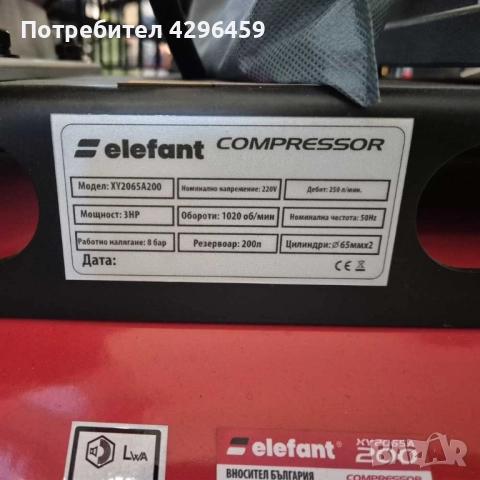 Потребител 4296459
elefant COMPRESSOR
Модел: XY2065A200
Номинално напрежение: 220V
Дебит: 250 л/мин.
Мощност: 3HP
Обороти: 1020 об/мин
Номинална честота: 50Hz
Работно налягане: 8 бар
Резервоар: 200л
Цилиндри: Ø65ммx2
Дата:
CE
LWA
elefant®
XY2065A
200
ВНОСИТЕЛ БЪЛГАРИЯ
COMPRESSOR